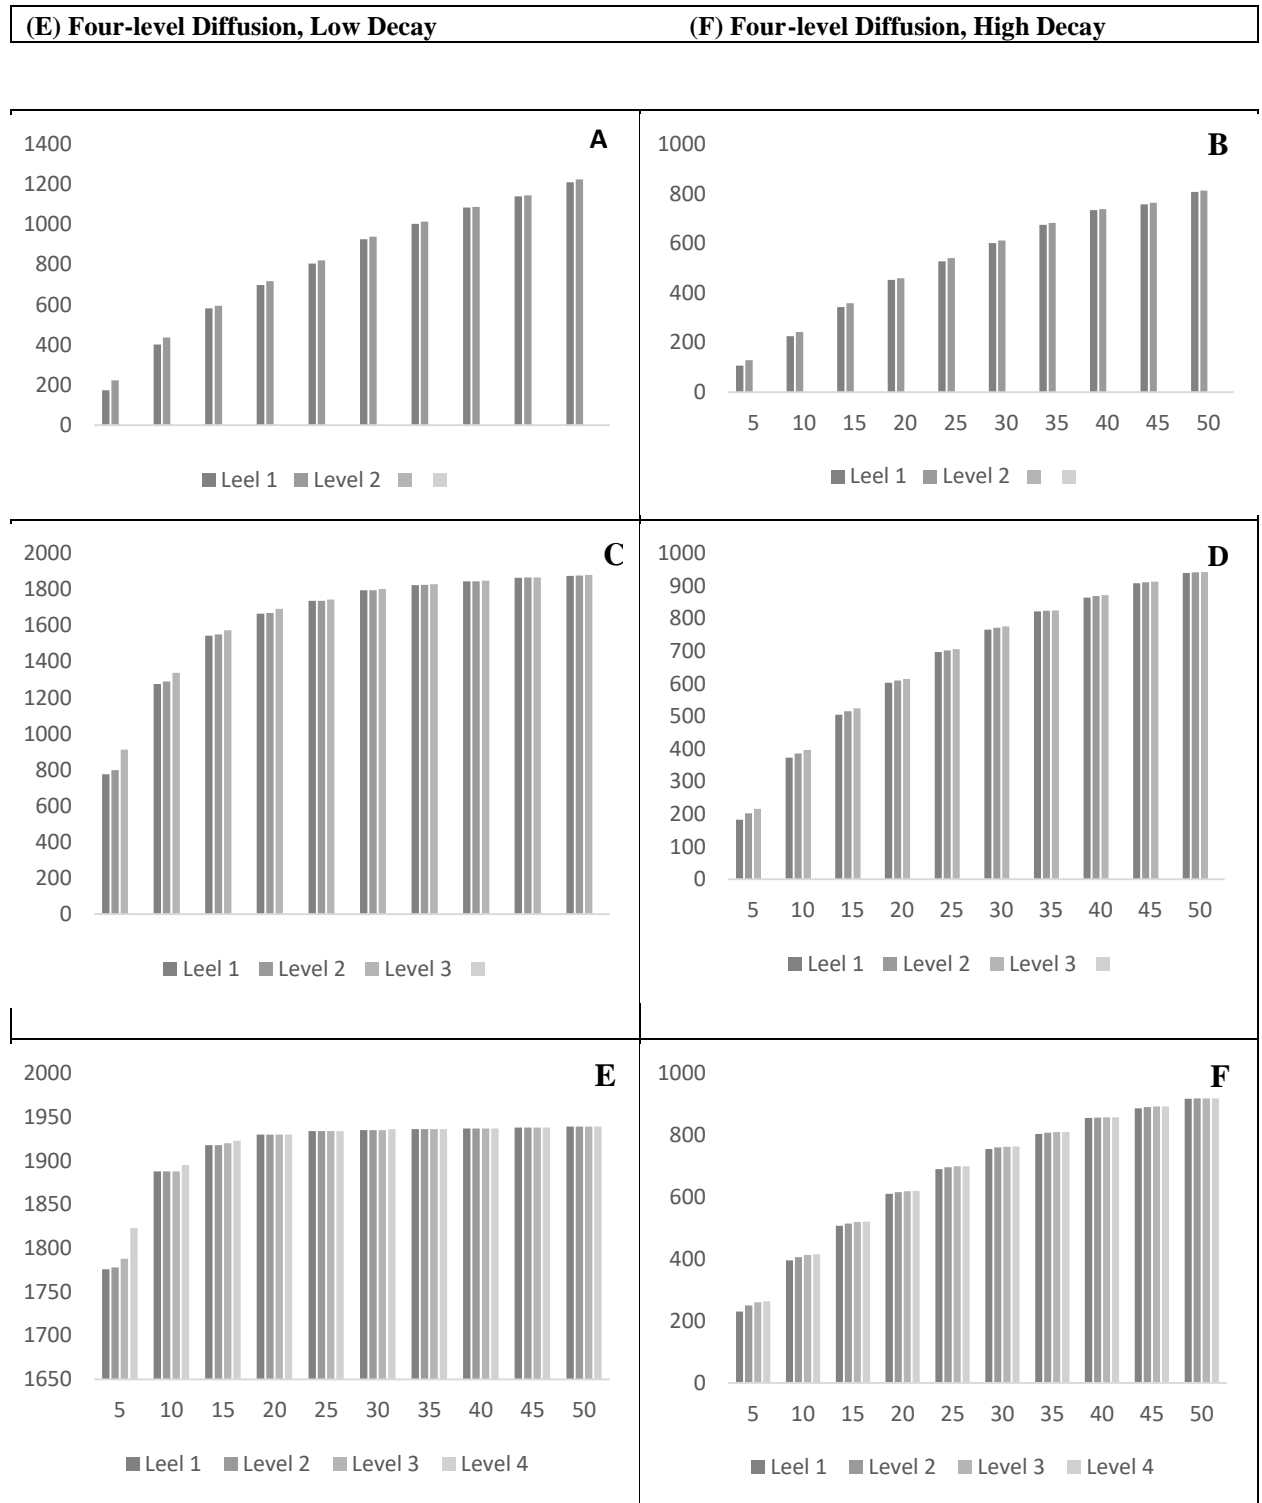 (E) Four-level Diffusion, Low Decay (F) Four-level Diffusion, High Decay
A
1400
1200
1000
800
600
400
200
0
Leel 1 Level 2
B
1000
800
600
400
200
0
5 10 15 20 25 30 35 40 45 50
Leel 1 Level 2
C
2000
1800
1600
1400
1200
1000
800
600
400
200
0
Leel 1 Level 2 Level 3
D
1000
900
800
700
600
500
400
300
200
100
0
5 10 15 20 25 30 35 40 45 50
Leel 1 Level 2 Level 3
E
2000
1950
1900
1850
1800
1750
1700
1650
5 10 15 20 25 30 35 40 45 50
Leel 1 Level 2 Level 3 Level 4
F
1000
800
600
400
200
0
5 10 15 20 25 30 35 40 45 50
Leel 1 Level 2 Level 3 Level 4